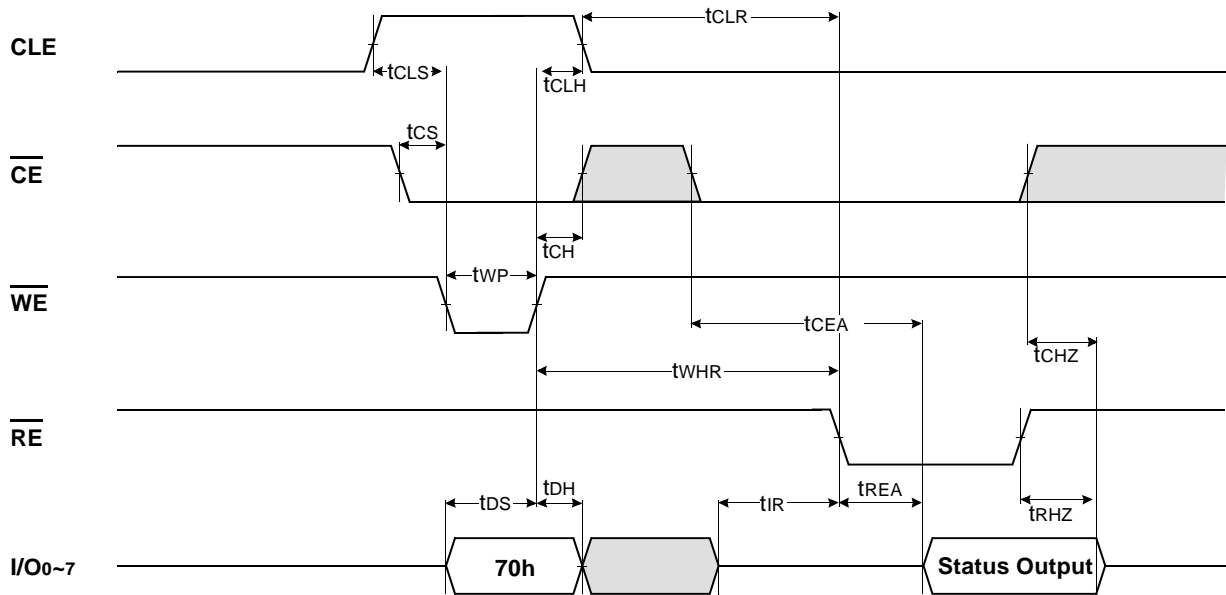 CLE
tCLR
tCLS
tCLH
tCS
CE
tCH
tWP
WE
tCEA
tCHZ
tWHR
RE
tDS
tDH
tIR
tREA
tRHZ
I/O0~7
70h
Status Output